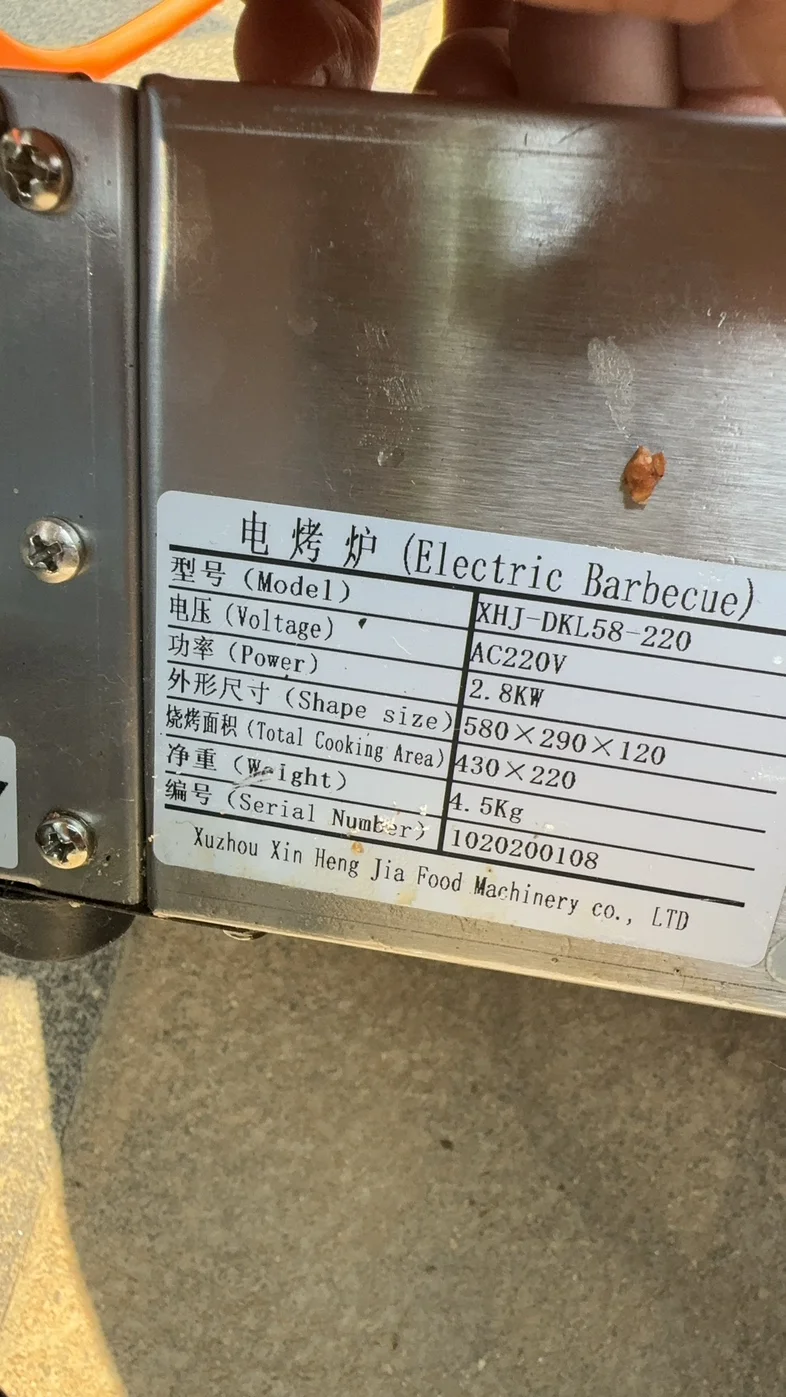 电烤炉 (Electric Barbecue)
型号 (Model) XHJ-DKL58-220
电压 (Voltage) AC220V
功率 (Power) 2.8KW
外形尺寸 (Shape size) 580×290×120
烧烤面积 (Total Cooking Area) 430×220
净重 (Weight) 4.5Kg
编号 (Serial Number) 1020200108
Xuzhou Xin Heng Jia Food Machinery co., LTD